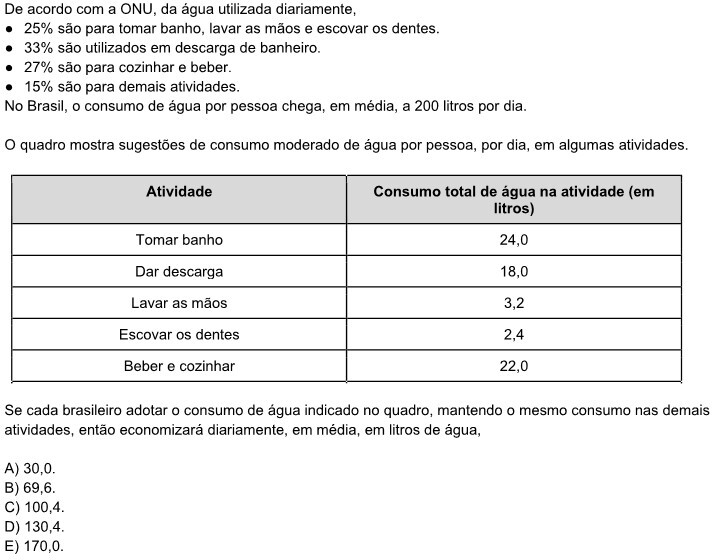 De acordo com a ONU, da água utilizada diariamente,
● 25% são para tomar banho, lavar as mãos e escovar os dentes.
● 33% são utilizados em descarga de banheiro.
● 27% são para cozinhar e beber.
● 15% são para demais atividades.
No Brasil, o consumo de água por pessoa chega, em média, a 200 litros por dia.
O quadro mostra sugestões de consumo moderado de água por pessoa, por dia, em algumas atividades.
Atividade
Consumo total de água na atividade (em
litros)
Tomar banho
24,0
Dar descarga
18,0
Lavar as mãos
3,2
Escovar os dentes
2,4
Beber e cozinhar
22,0
Se cada brasileiro adotar o consumo de água indicado no quadro, mantendo o mesmo consumo nas demais
atividades, então economizará diariamente, em média, em litros de água,
A) 30,0.
B) 69,6.
C) 100,4.
D) 130,4.
E) 170,0.